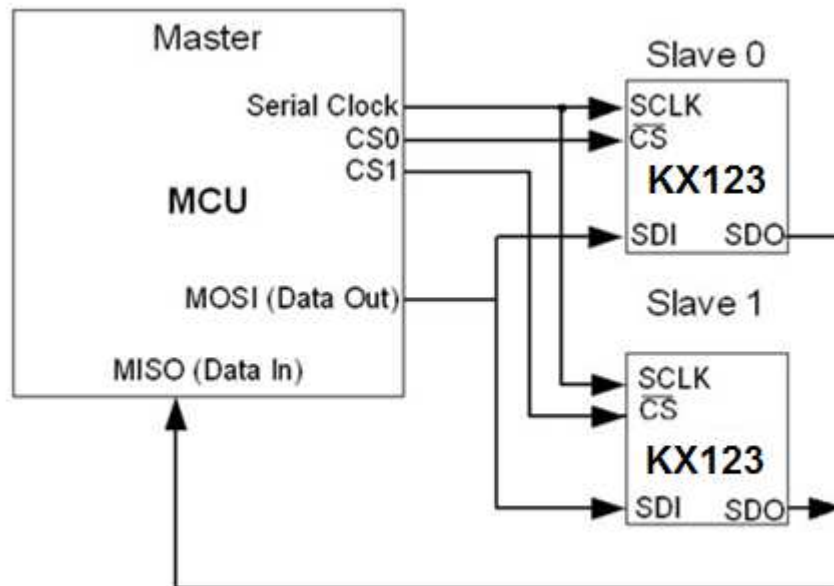 Master
Serial Clock
CS0
CS1
MCU
MOSI (Data Out)
MISO (Data In)
Slave 0
SCLK
CS
KX123
SDI SDO
Slave 1
SCLK
CS
KX123
SDI SDO